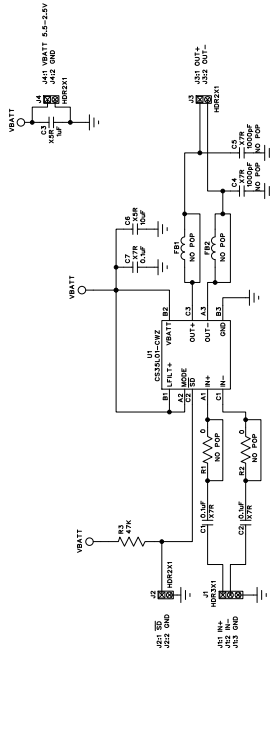 VBATT
C3
X5R
1uF
J4
HDR2X1
J4:1 VBATT 5.5-2.5V
J4:2 GND
VBATT
C7
X7R
0.1uF
C6
X5R
10uF
FB1
NO POP
FB2
NO POP
C4
X7R
1000pF
NO POP
C5
X7R
1000pF
NO POP
J3
HDR2X1
J3:1 OUT+
J3:2 OUT-
U1
CS35L01-CWZ
B1
LFILT+
A2
MODE
C2
SD
A1
IN+
C1
IN-
VBATT
B2
OUT+
C3
OUT-
A3
GND
B3
VBATT
R3
47K
J2
HDR2X1
J2:1 SD
J2:2 GND
R1
0
NO POP
R2
0
NO POP
C1
0.1uF
X7R
C2
0.1uF
X7R
J1
HDR3X1
J1:1 IN+
J1:2 IN-
J1:3 GND